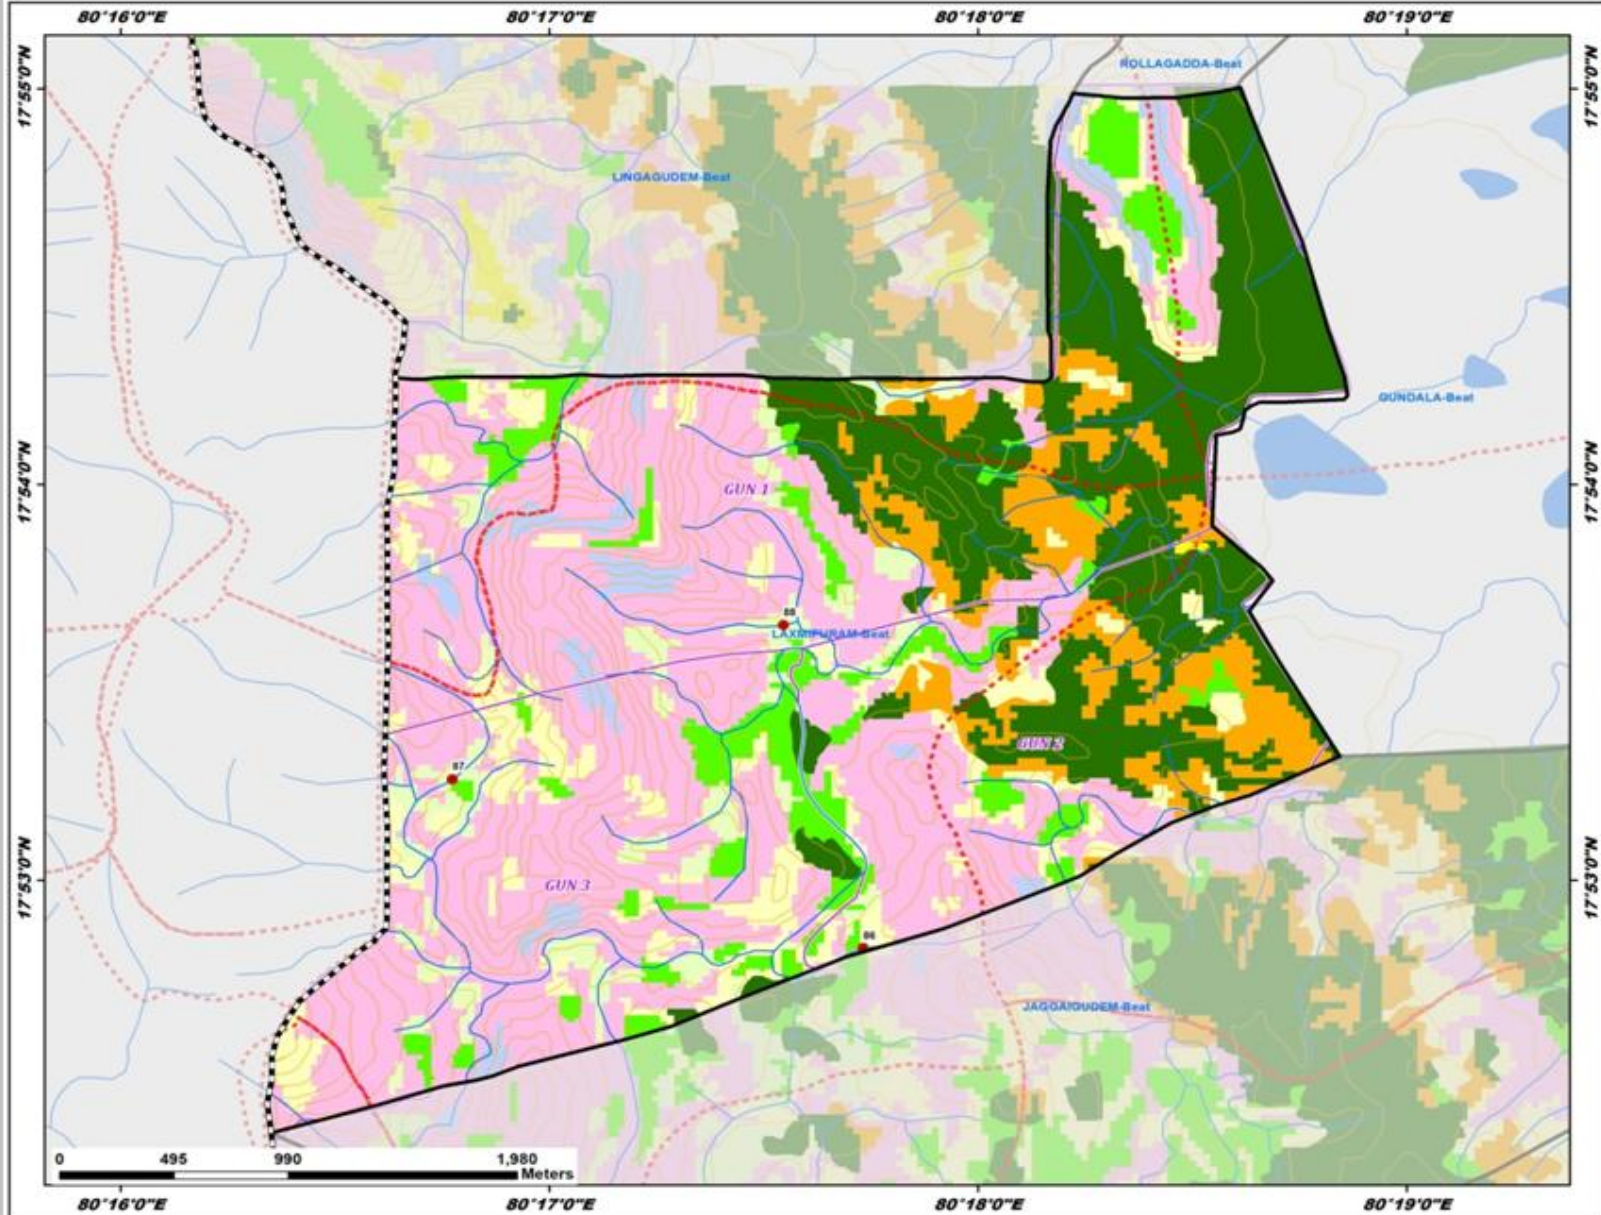 80°16'0"E 80°17'0"E 80°18'0"E 80°19'0"E
17°55'0"N
17°55'0"N
ROLLAGADDA-Beat
LINGAGUDEM-Beat
GUNDALA-Beat
17°54'0"N
17°54'0"N
GUN 1
88
LAXMIPURAM-Beat
GUN 2
87
17°53'0"N
17°53'0"N
GUN 3
86
JAGGAIGUDEM-Beat
0 495 990 1,980
Meters
80°16'0"E 80°17'0"E 80°18'0"E 80°19'0"E